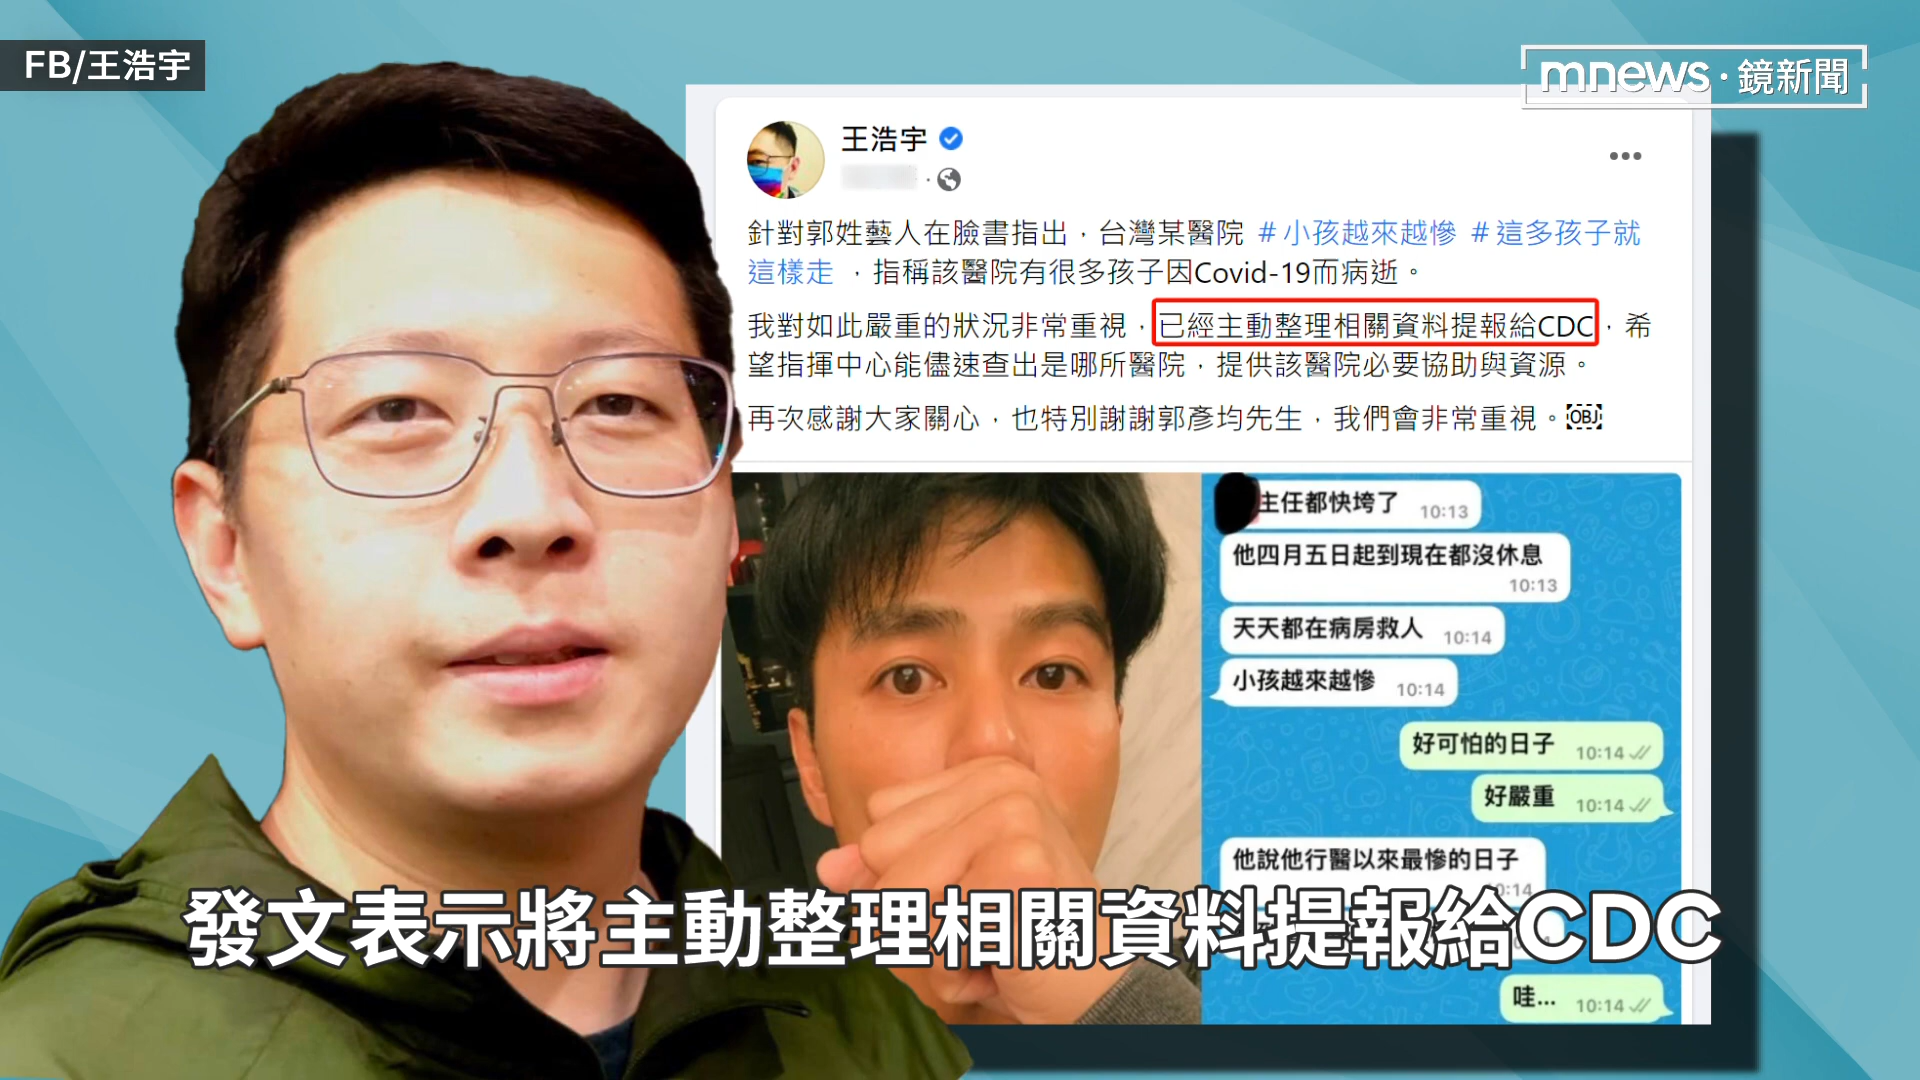 FB/王浩宇
mnews·鏡新聞
王浩宇
針對郭姓藝人在臉書指出，台灣某醫院 #小孩越來越慘 #這多孩子就
這樣走 ，指稱該醫院有很多孩子因Covid-19而病逝。
我對如此嚴重的狀況非常重視，已經主動整理相關資料提報給CDC，希
望指揮中心能儘速查出是哪所醫院，提供該醫院必要協助與資源。
再次感謝大家關心，也特別謝謝郭彥均先生，我們會非常重視。OBJ
主任都快垮了 10:13
他四月五日起到現在都沒休息
10:13
天天都在病房救人 10:14
小孩越來越慘 10:14
好可怕的日子 10:14
好嚴重 10:14
他說他行醫以來最慘的日子
0:14
發文表示將主動整理相關資料提報給CDC
哇... 10:14